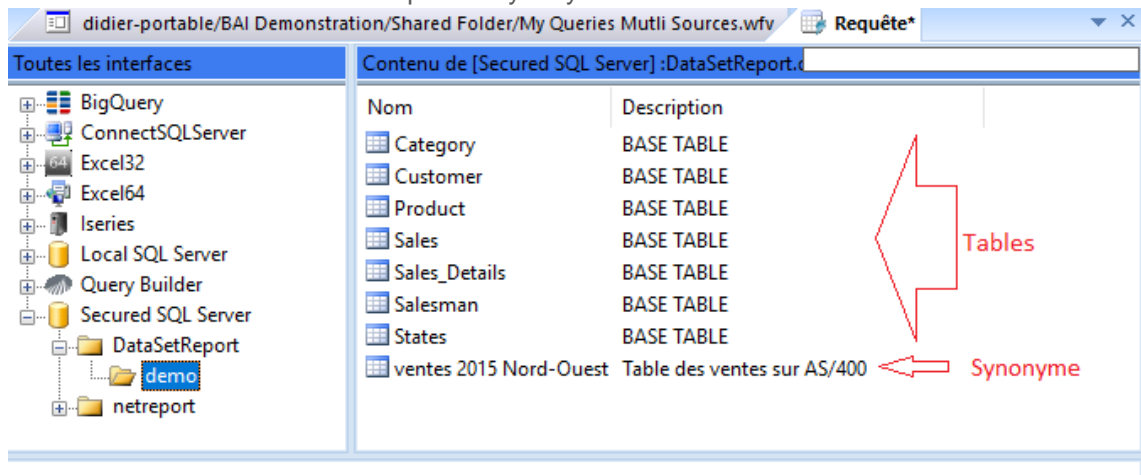 didier-portable/BAI Demonstration/Shared Folder/My Queries Mutli Sources.wfv Requête*
Toutes les interfaces
BigQuery
ConnectSQLServer
64 Excel32
Excel64
Iseries
Local SQL Server
Query Builder
Secured SQL Server
DataSetReport
demo
netreport
Contenu de [Secured SQL Server] :DataSetReport.
Nom Description
Category BASE TABLE
Customer BASE TABLE
Product BASE TABLE
Sales BASE TABLE
Sales_Details BASE TABLE
Salesman BASE TABLE
States BASE TABLE
ventes 2015 Nord-Ouest Table des ventes sur AS/400
Tables
Synonyme